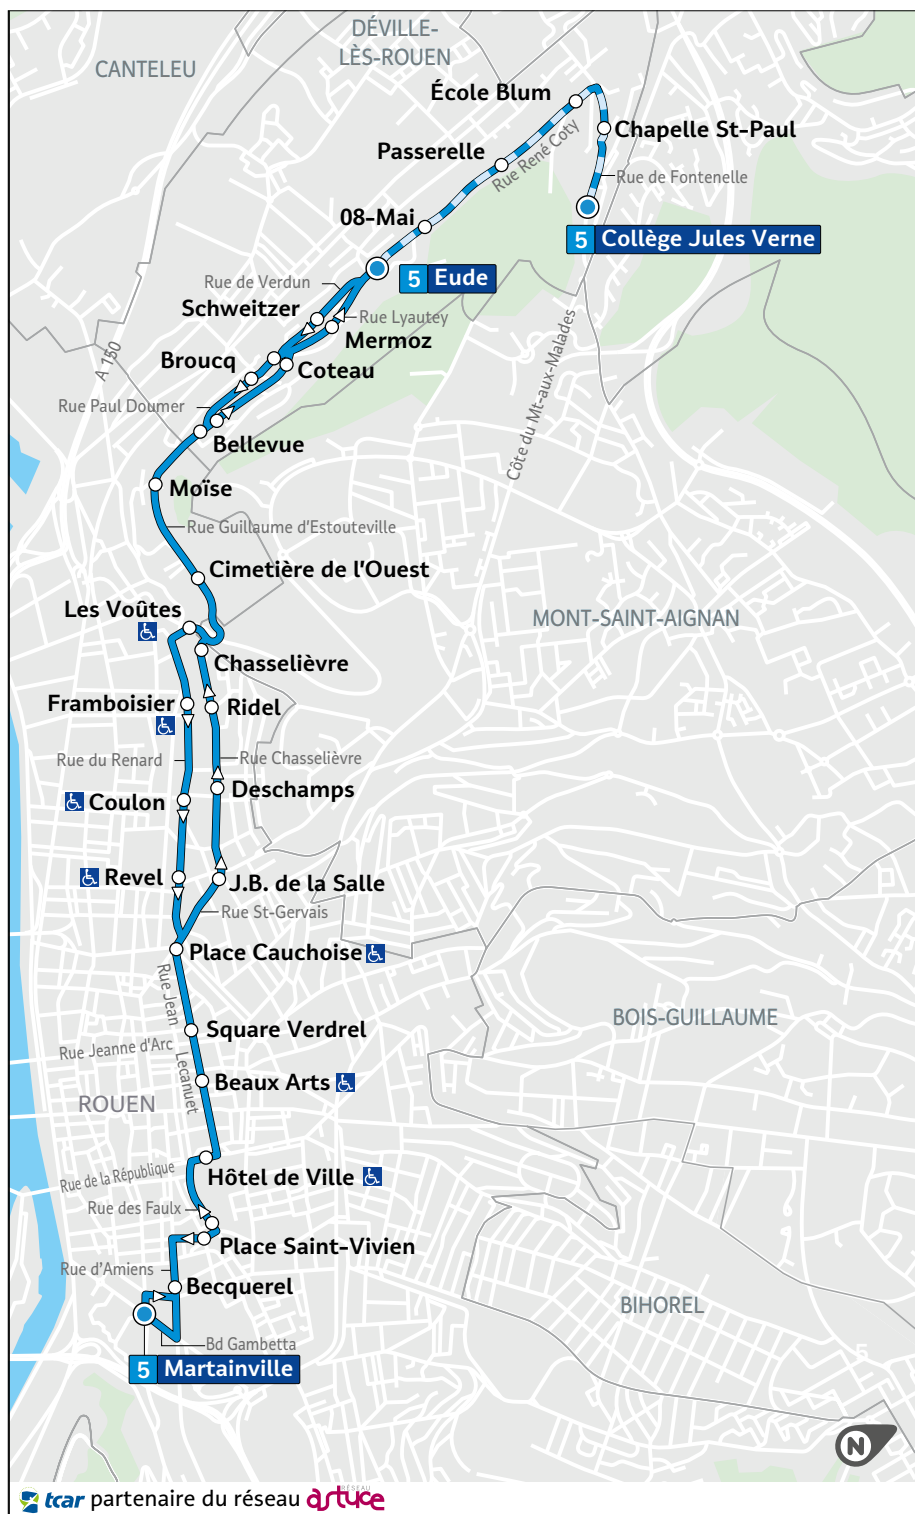 DÉVILLE-
LÈS-ROUEN
CANTELEU
École Blum
Chapelle St-Paul
Passerelle
Rue René Coty
Rue de Fontenelle
08-Mai
5 Collège Jules Verne
5 Eude
Rue de Verdun
Schweitzer
Rue Lyautey
Mermoz
A 150
Broucq
Coteau
Côte du Mt-aux-Malades
Rue Paul Doumer
Bellevue
Moïse
Rue Guillaume d'Estouteville
Cimetière de l'Ouest
Les Voûtes
MONT-SAINT-AIGNAN
Chasselièvre
Framboisier
Ridel
Rue du Renard
Rue Chasselièvre
Deschamps
Coulon
Revel
J.B. de la Salle
Rue St-Gervais
Place Cauchoise
Rue Jean
Lecanuet
Square Verdrel
BOIS-GUILLAUME
Rue Jeanne d'Arc
Beaux Arts
ROUEN
Rue de la République
Hôtel de Ville
Rue des Faulx
Place Saint-Vivien
Rue d'Amiens
Becquerel
BIHOREL
Bd Gambetta
5 Martainville
N
tcar partenaire du réseau RÉSEAU astuce